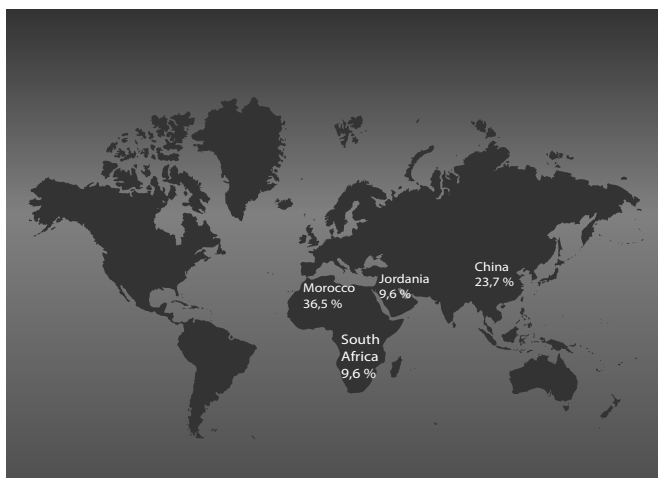 Morocco
36,5 %
Jordania
9,6 %
China
23,7 %
South
Africa
9,6 %